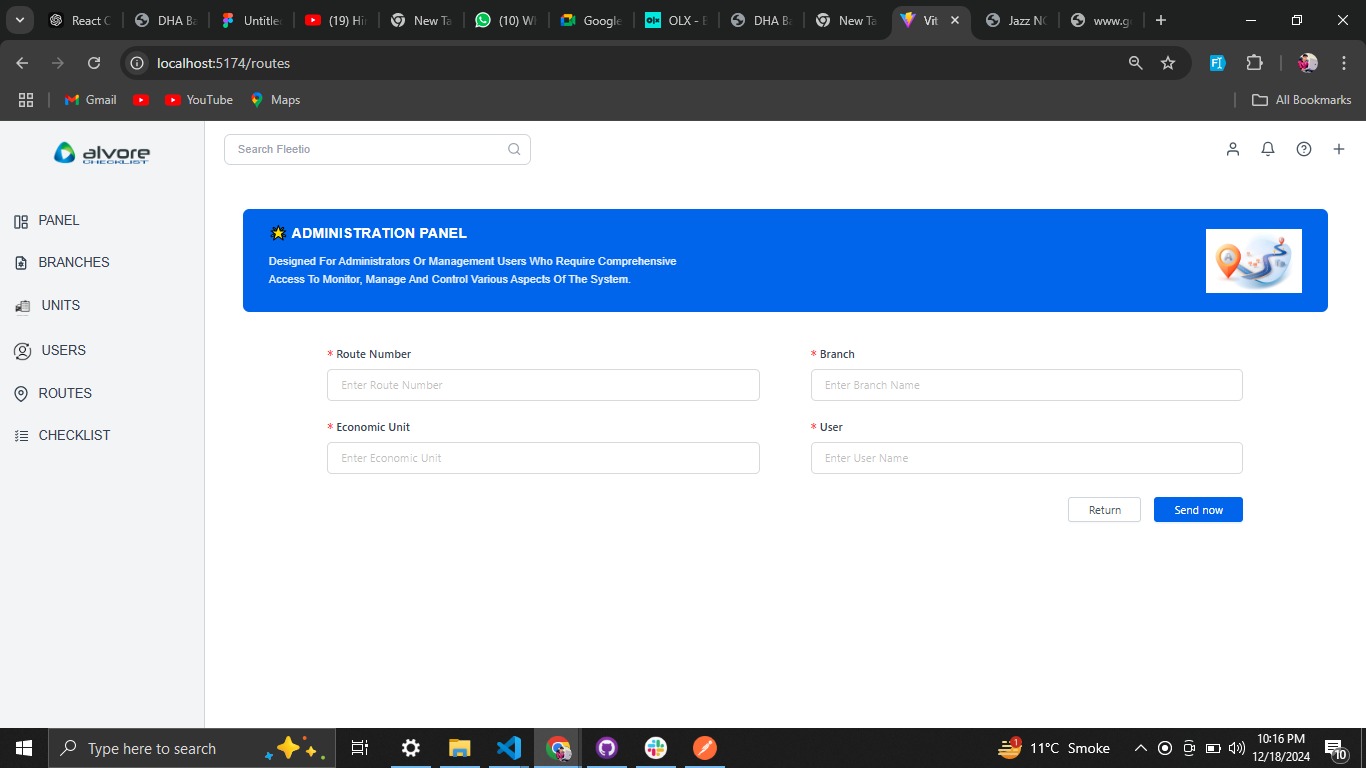 React C
DHA Ba
Untitle
(19) Hi
New Ta
(10) W
Google
OLX - 
DHA Ba
New Ta
Vit
Jazz N
www.g
localhost:5174/routes
Gmail
YouTube
Maps
All Bookmarks
alvore
CHECKLIST
Search Fleetio
PANEL
BRANCHES
UNITS
USERS
ROUTES
CHECKLIST
ADMINISTRATION PANEL
Designed For Administrators Or Management Users Who Require Comprehensive
Access To Monitor, Manage And Control Various Aspects Of The System.
* Route Number
Enter Route Number
* Branch
Enter Branch Name
* Economic Unit
Enter Economic Unit
* User
Enter User Name
Return
Send now
Type here to search
1
11°C Smoke
10:16 PM
12/18/2024
10